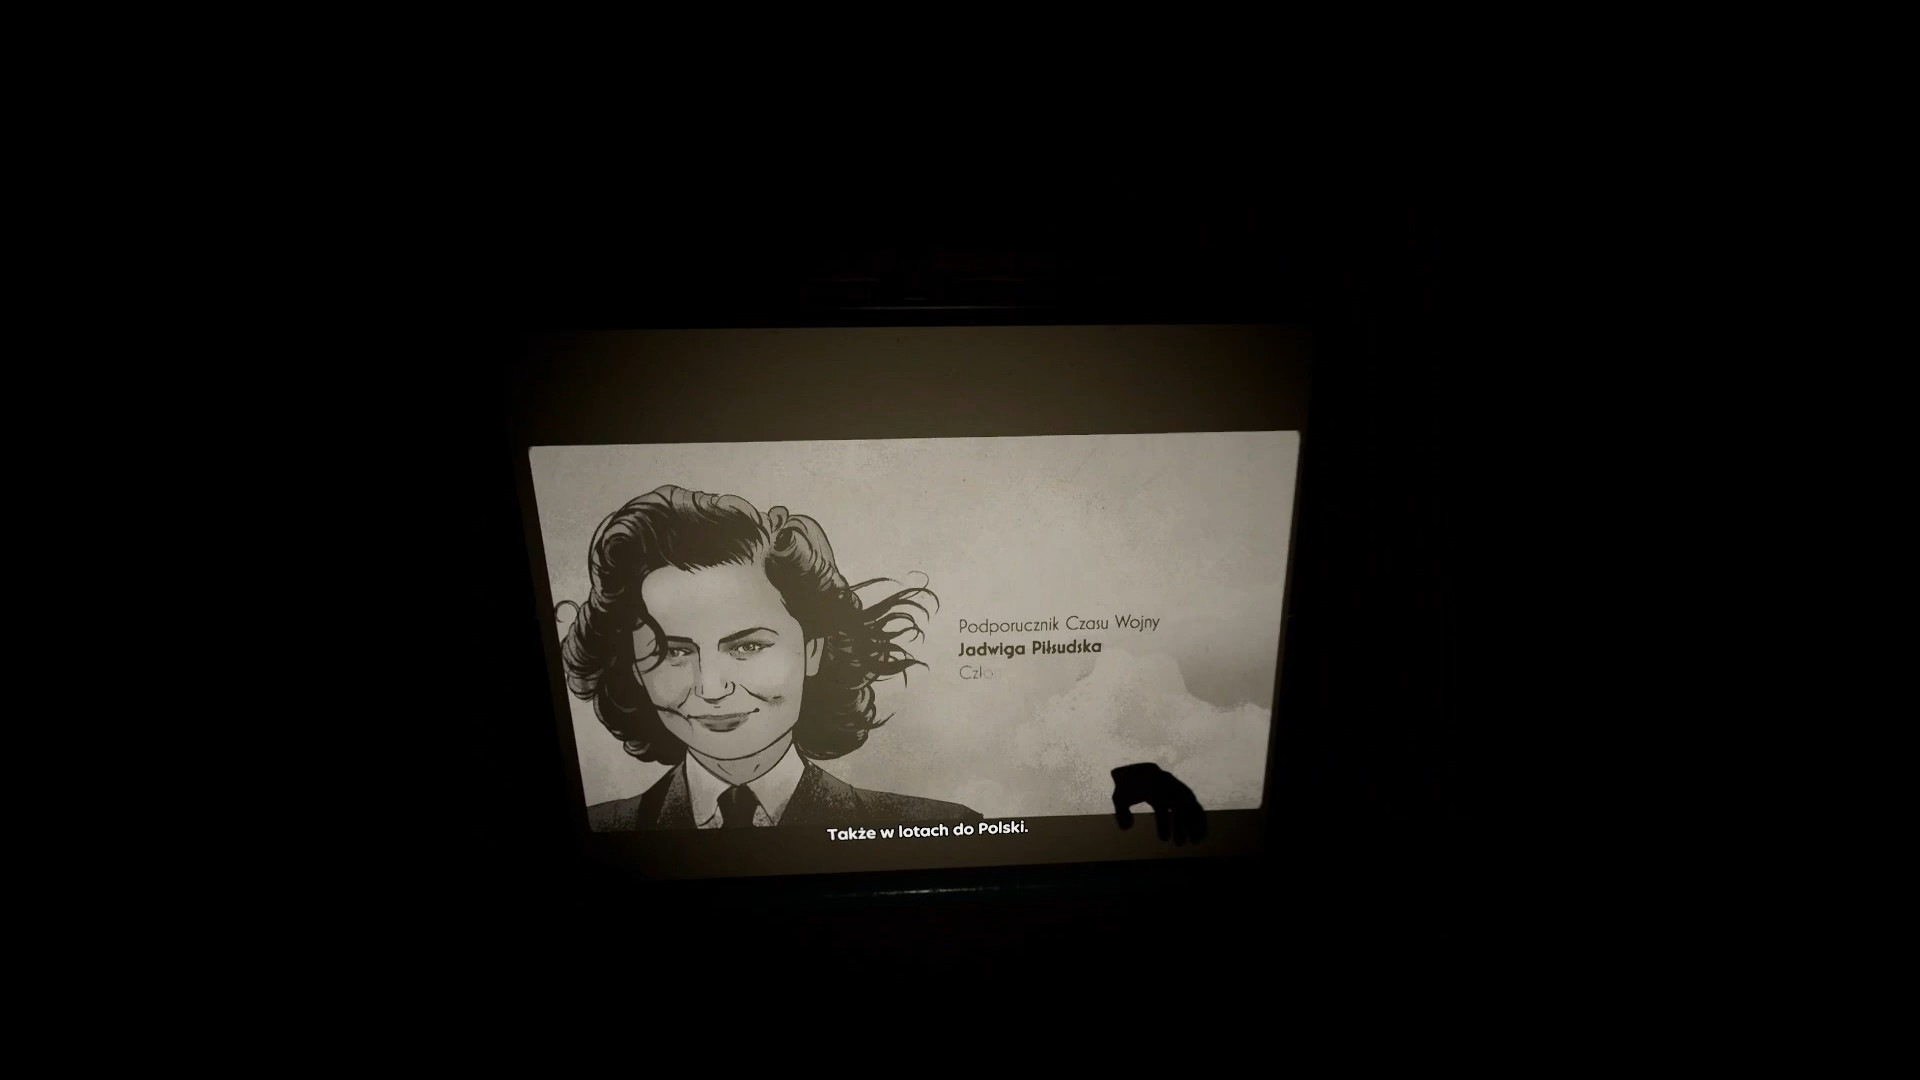 Podporucznik Czasu Wojny
Jadwiga Piłsudska
Także w lotach do Polski.